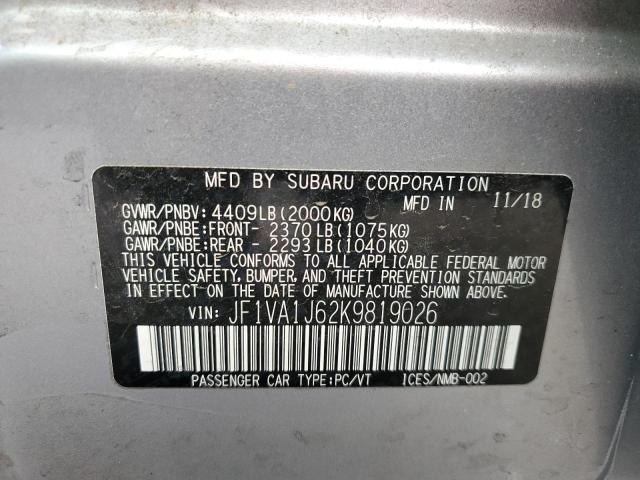 MFD BY SUBARU CORPORATION
MFD IN 11/18
GVWR/PNBV: 4409LB(2000KG)
GAWR/PNBE:FRONT- 2370LB(1075KG)
GAWR/PNBE:REAR - 2293LB(1040KG)
THIS VEHICLE CONFORMS TO ALL APPLICABLE FEDERAL MOTOR
VEHICLE SAFETY, BUMPER, AND THEFT PREVENTION STANDARDS
IN EFFECT ON THE DATE OF MANUFACTURE SHOWN ABOVE.
VIN: JF1VA1J62K9819026
PASSENGER CAR TYPE:PC/VT ICES/NMB-002